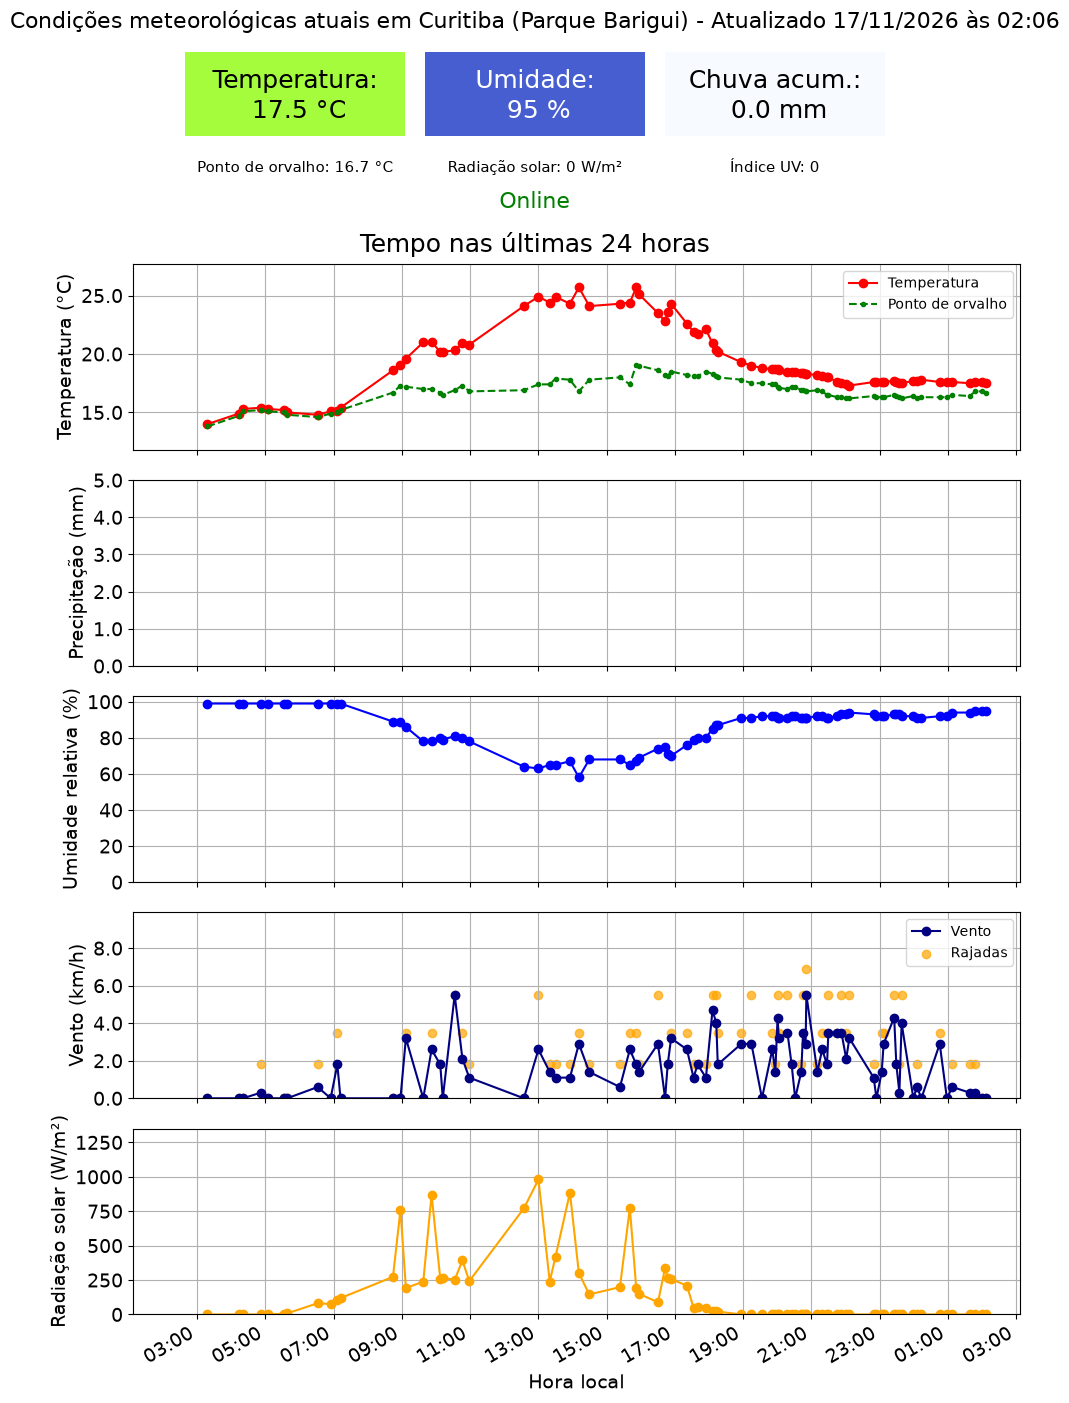 Condições meteorológicas atuais em Curitiba (Parque Barigui) - Atualizado 17/11/2026 às 02:06
Temperatura:
17.5 °C
Umidade:
95 %
Chuva acum.:
0.0 mm
Ponto de orvalho: 16.7 °C
Radiação solar: 0 W/m²
Índice UV: 0
Online
Tempo nas últimas 24 horas
Temperatura (°C)
25.0
20.0
15.0
Temperatura
Ponto de orvalho
Precipitação (mm)
5.0
4.0
3.0
2.0
1.0
0.0
Umidade relativa (%)
100
80
60
40
20
0
Vento (km/h)
8.0
6.0
4.0
2.0
0.0
Vento
Rajadas
Radiação solar (W/m²)
1250
1000
750
500
250
0
03:00
05:00
07:00
09:00
11:00
13:00
15:00
17:00
19:00
21:00
23:00
01:00
03:00
Hora local